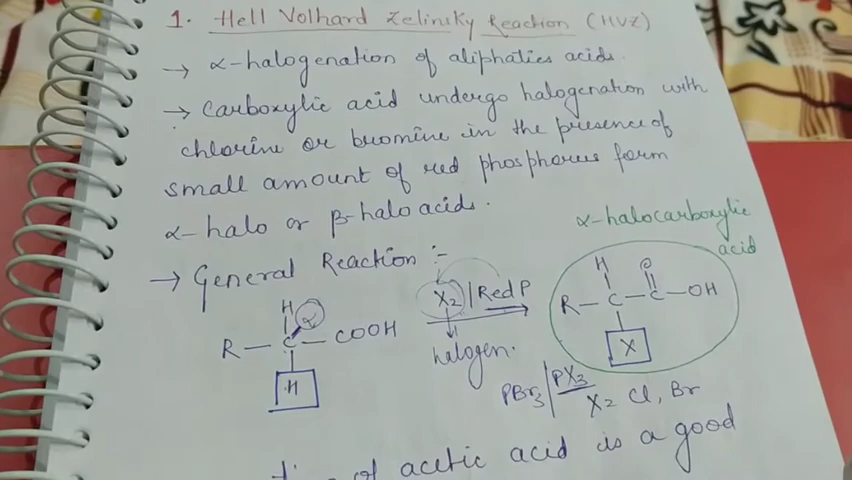 1. Hell Volhard Zelinsky Reaction (HVZ)
→ α-halogenation of aliphatics acids.
→ carboxylic acid undergo halogenation with
chlorine or bromine in the presence of
small amount of red phosphorus form
α-halo or β-halo acids.
→ General Reaction :-
α-halocarboxylic
acid
H
α
R — C — COOH
H
X2 / Red P
halogen.
H O
R — C — C — OH
X
PBr3 / PX3
X = Cl, Br
of acetic acid is a good